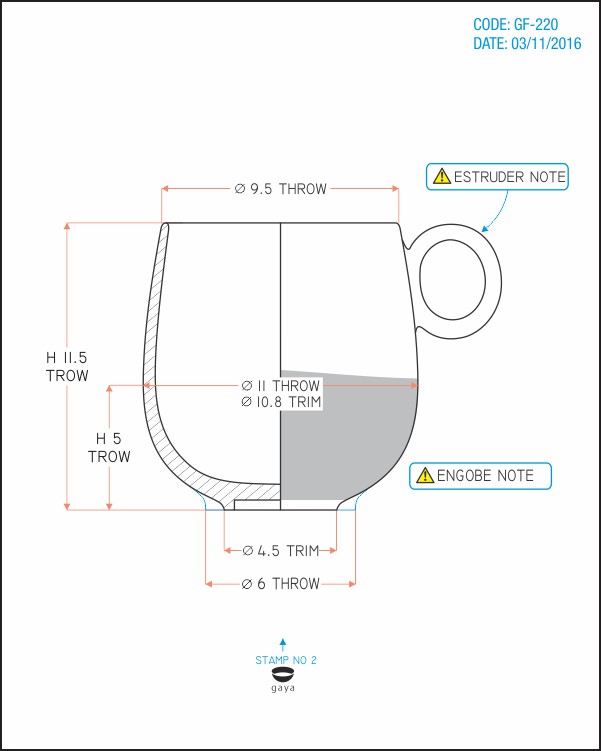 CODE: GF-220
DATE: 03/11/2016
ESTRUDER NOTE
Ø 9.5 THROW
H 11.5
TROW
Ø 11 THROW
Ø 10.8 TRIM
H 5
TROW
ENGOBE NOTE
Ø 4.5 TRIM
Ø 6 THROW
STAMP NO 2
gaya